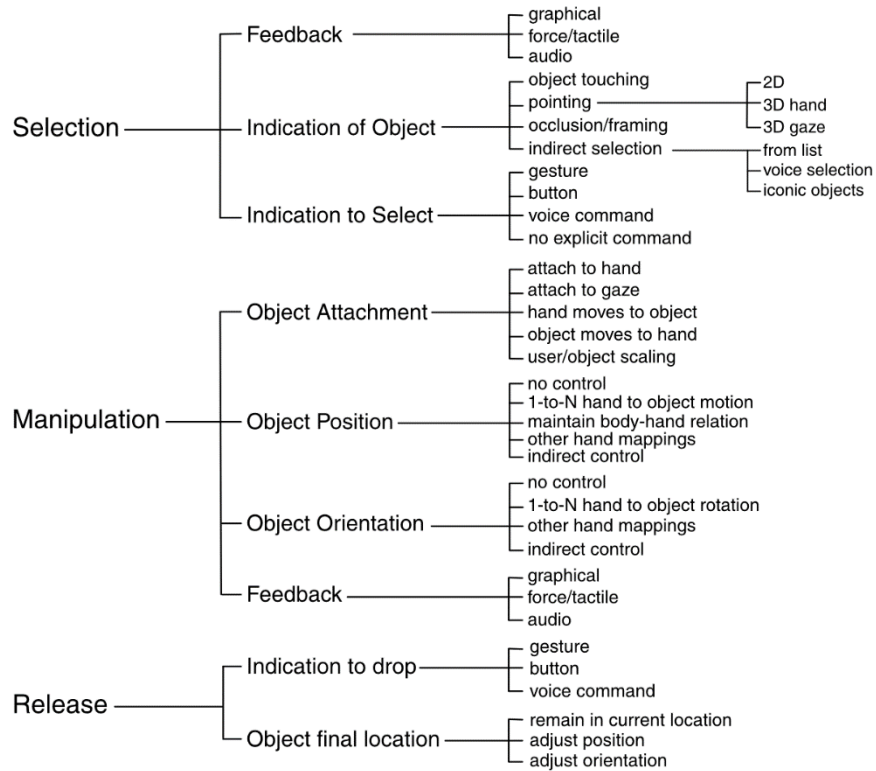 Selection
Feedback
graphical
force/tactile
audio
Indication of Object
object touching
pointing
2D
3D hand
3D gaze
occlusion/framing
indirect selection
from list
voice selection
iconic objects
Indication to Select
gesture
button
voice command
no explicit command
Manipulation
Object Attachment
attach to hand
attach to gaze
hand moves to object
object moves to hand
user/object scaling
Object Position
no control
1-to-N hand to object motion
maintain body-hand relation
other hand mappings
indirect control
Object Orientation
no control
1-to-N hand to object rotation
other hand mappings
indirect control
Feedback
graphical
force/tactile
audio
Release
Indication to drop
gesture
button
voice command
Object final location
remain in current location
adjust position
adjust orientation